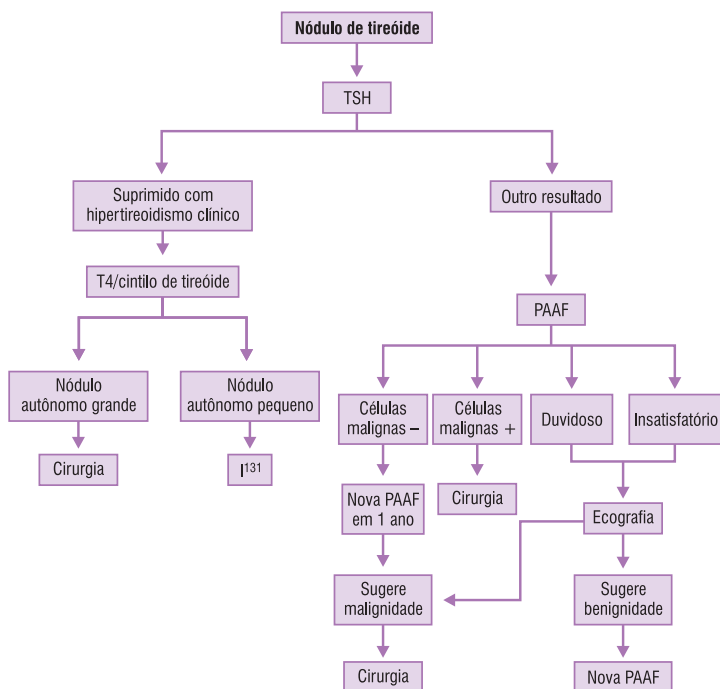 Nódulo de tireóide
TSH
Suprimido com
hipertireoidismo clínico
Outro resultado
T4/cintilo de tireóide
PAAF
Nódulo
autônomo grande
Nódulo
autônomo pequeno
Células
malignas –
Células
malignas +
Duvidoso
Insatisfatório
Cirurgia
I¹³¹
Nova PAAF
em 1 ano
Cirurgia
Ecografia
Sugere
malignidade
Sugere
benignidade
Cirurgia
Nova PAAF